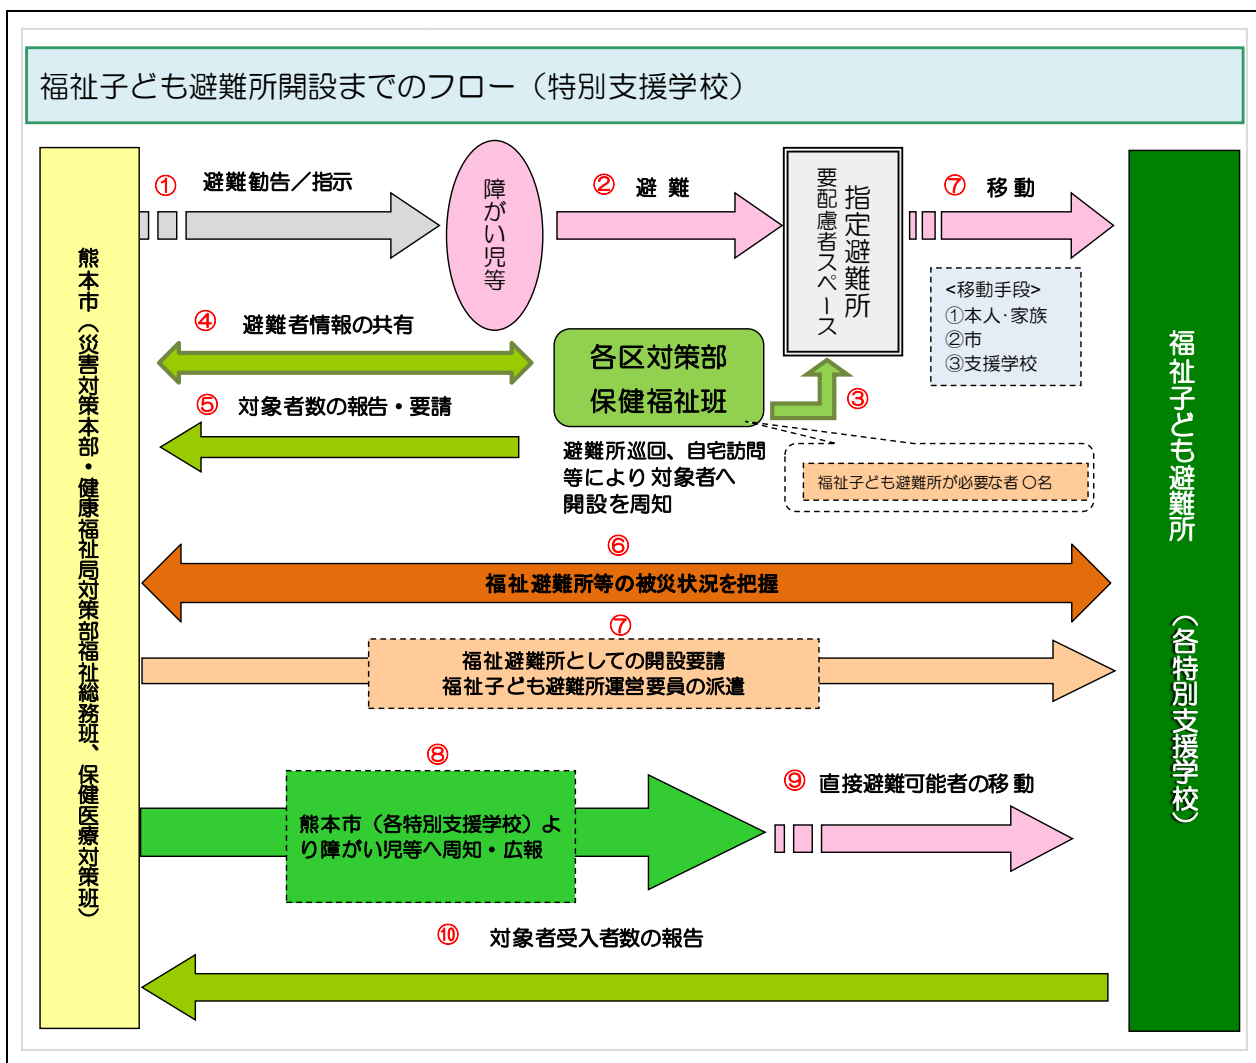 福祉子ども避難所開設までのフロー（特別支援学校）
熊本市（災害対策本部・健康福祉局対策部福祉総務班、保健医療対策班）
① 避難勧告／指示
障がい児等
② 避 難
指定避難所
要配慮者スペース
⑦ 移動
<移動手段>
①本人･家族
②市
③支援学校
④ 避難者情報の共有
各区対策部
保健福祉班
③
⑤ 対象者数の報告・要請
避難所巡回、自宅訪問
等により対象者へ
開設を周知
福祉子ども避難所が必要な者 〇名
⑥
福祉避難所等の被災状況を把握
⑦
福祉避難所としての開設要請
福祉子ども避難所運営要員の派遣
⑧
熊本市（各特別支援学校）よ
り障がい児等へ周知・広報
⑨ 直接避難可能者の移動
⑩ 対象者受入者数の報告
福祉子ども避難所 （各特別支援学校）